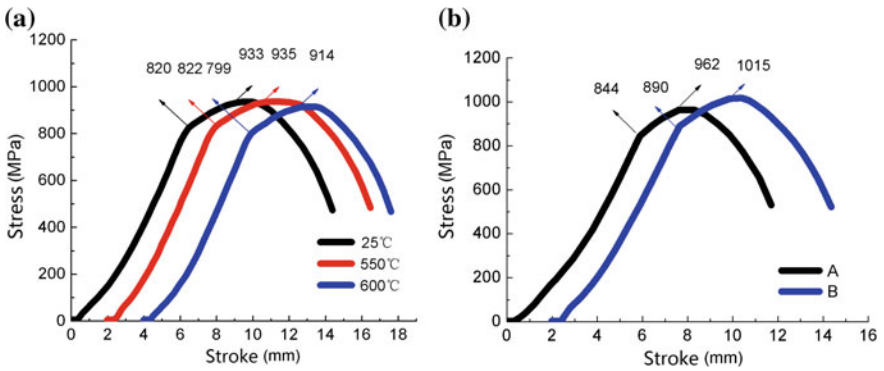 (a)
1200
1000
800
600
400
200
0
Stress (MPa)
820 822 799 933 935 914
25℃
550℃
600℃
0 2 4 6 8 10 12 14 16 18
Stroke (mm)
(b)
1200
1000
800
600
400
200
0
Stress (MPa)
844 890 962 1015
A
B
0 2 4 6 8 10 12 14 16
Stroke (mm)